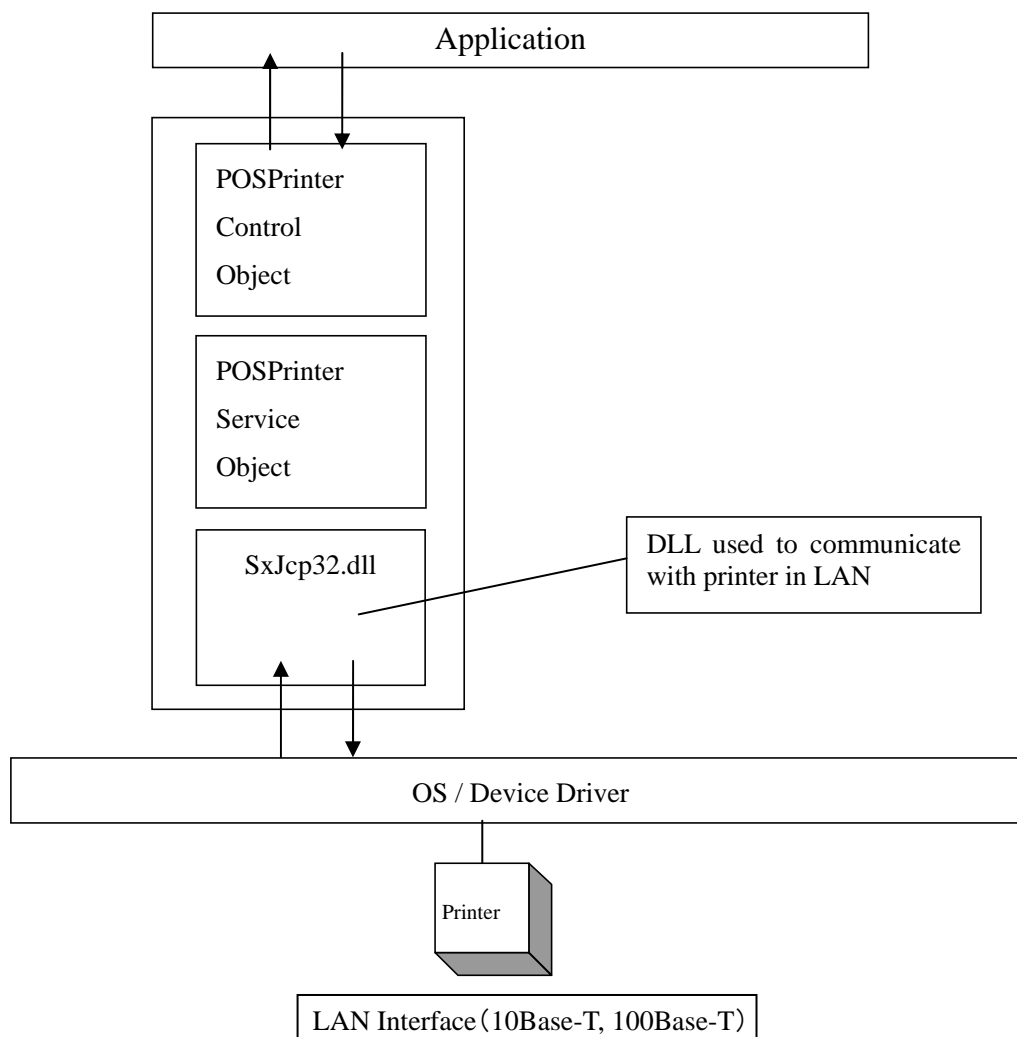 Application
POSPrinter
Control
Object
POSPrinter
Service
Object
SxJcp32.dll
DLL used to communicate
with printer in LAN
OS / Device Driver
Printer
LAN Interface（10Base-T, 100Base-T）